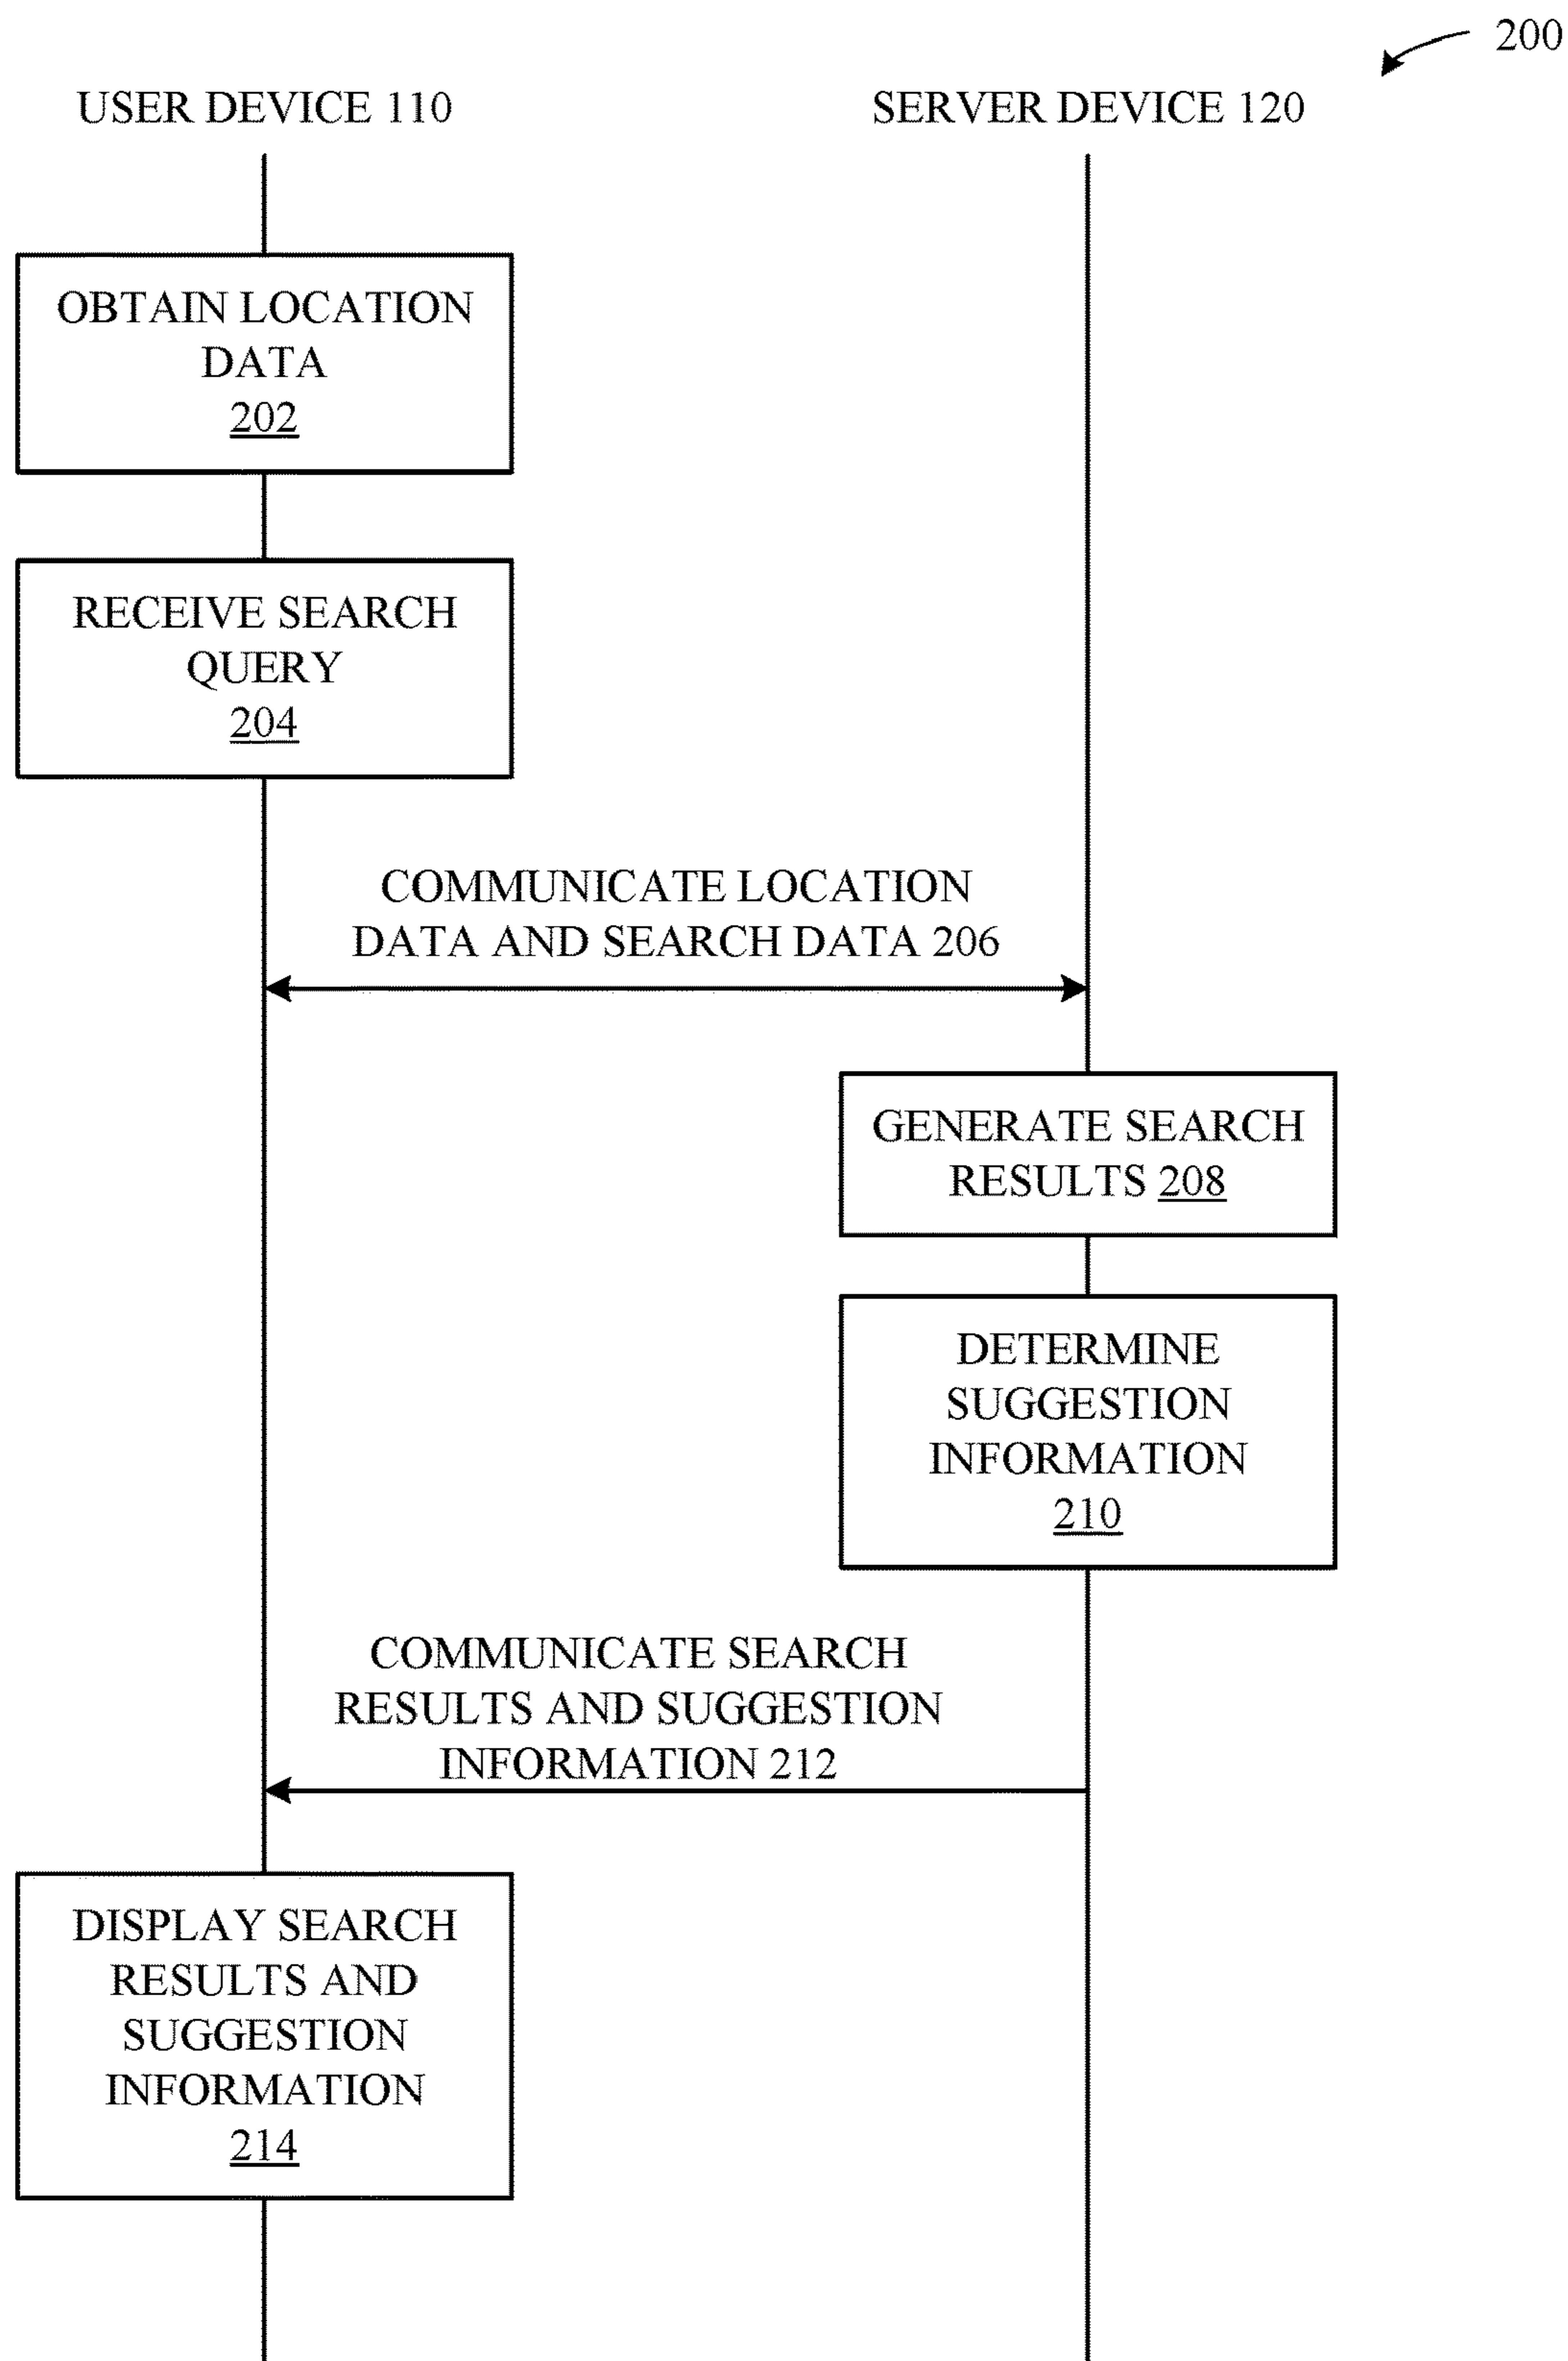 200
USER DEVICE 110
SERVER DEVICE 120
OBTAIN LOCATION
DATA
202
RECEIVE SEARCH
QUERY
204
COMMUNICATE LOCATION
DATA AND SEARCH DATA 206
GENERATE SEARCH
RESULTS 208
DETERMINE
SUGGESTION
INFORMATION
210
COMMUNICATE SEARCH
RESULTS AND SUGGESTION
INFORMATION 212
DISPLAY SEARCH
RESULTS AND
SUGGESTION
INFORMATION
214